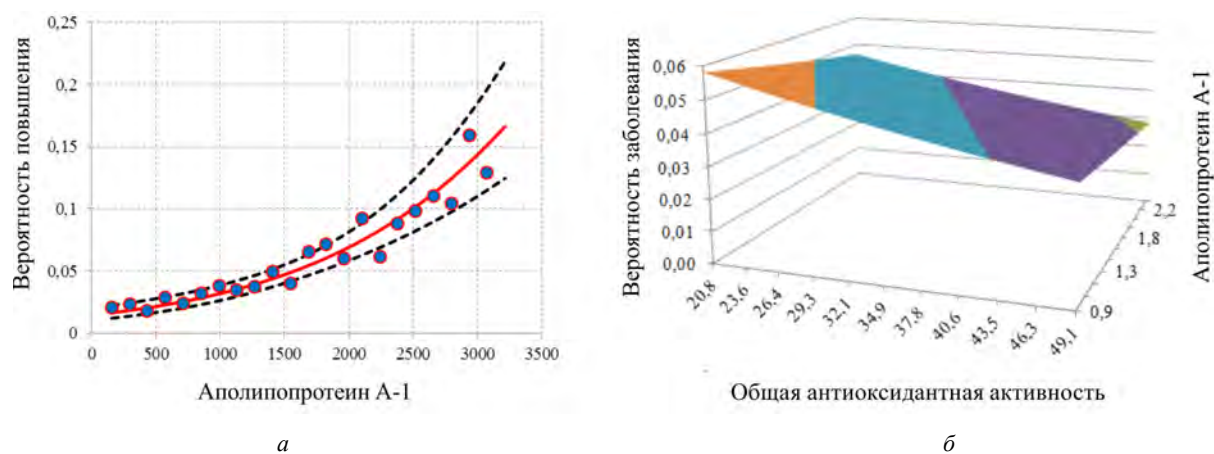 Вероятность повышения
0,25
0,2
0,15
0,1
0,05
0
0 500 1000 1500 2000 2500 3000 3500
Аполипопротеин А-1
а
Вероятность заболевания
0,06
0,05
0,04
0,03
0,02
0,01
0,00
20,8 23,6 26,4 29,3 32,1 34,9 37,8 40,6 43,5 46,3 49,1
2,2
1,8
1,3
0,9
Аполипопротеин А-1
Общая антиоксидантная активность
б